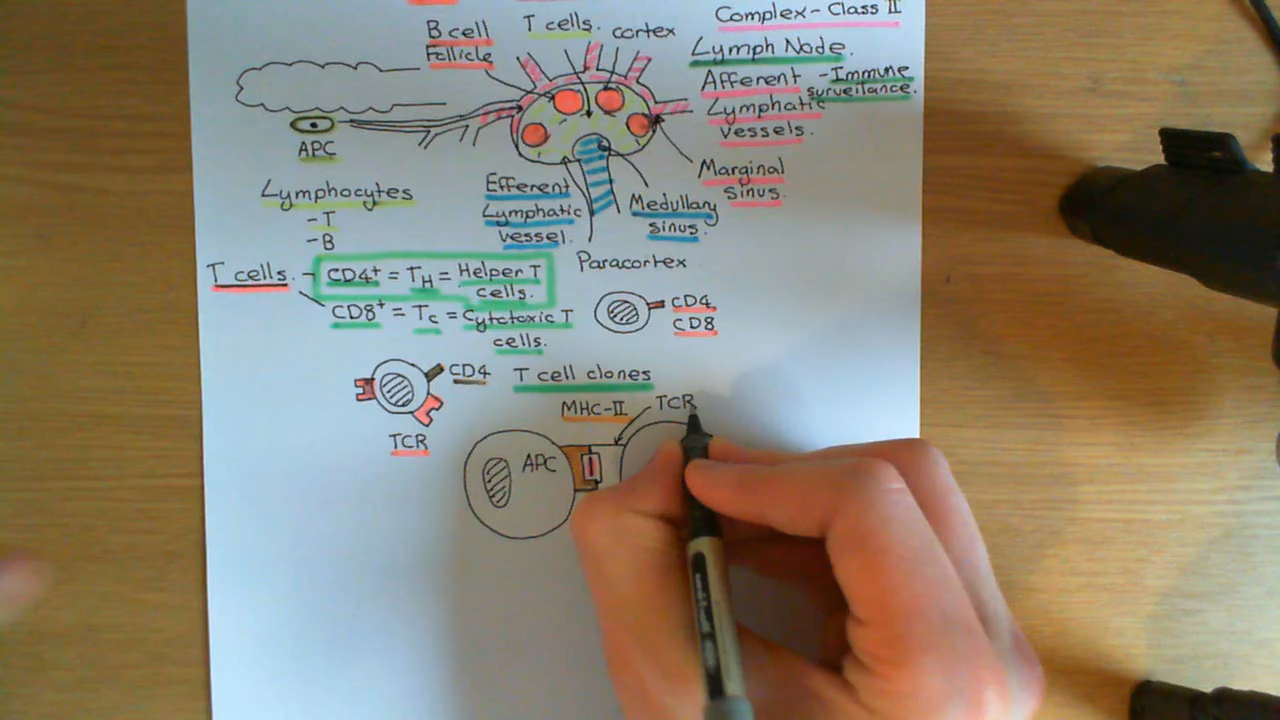 Complex-Class II
B cell
Follicle
T cells.
cortex
Lymph Node.
Afferent
Lymphatic
vessels.
-Immune
surveilance.
APC
Marginal
sinus.
Lymphocytes
-T
-B
Efferent
Lymphatic
vessel.
Medullary
sinus.
Paracortex
T cells. - CD4+ = TH = Helper T
cells.
CD8+ = Tc = Cytotoxic T
cells.
CD4
CD8
CD4
TCR
T cell clones
MHC-II
TCR
APC